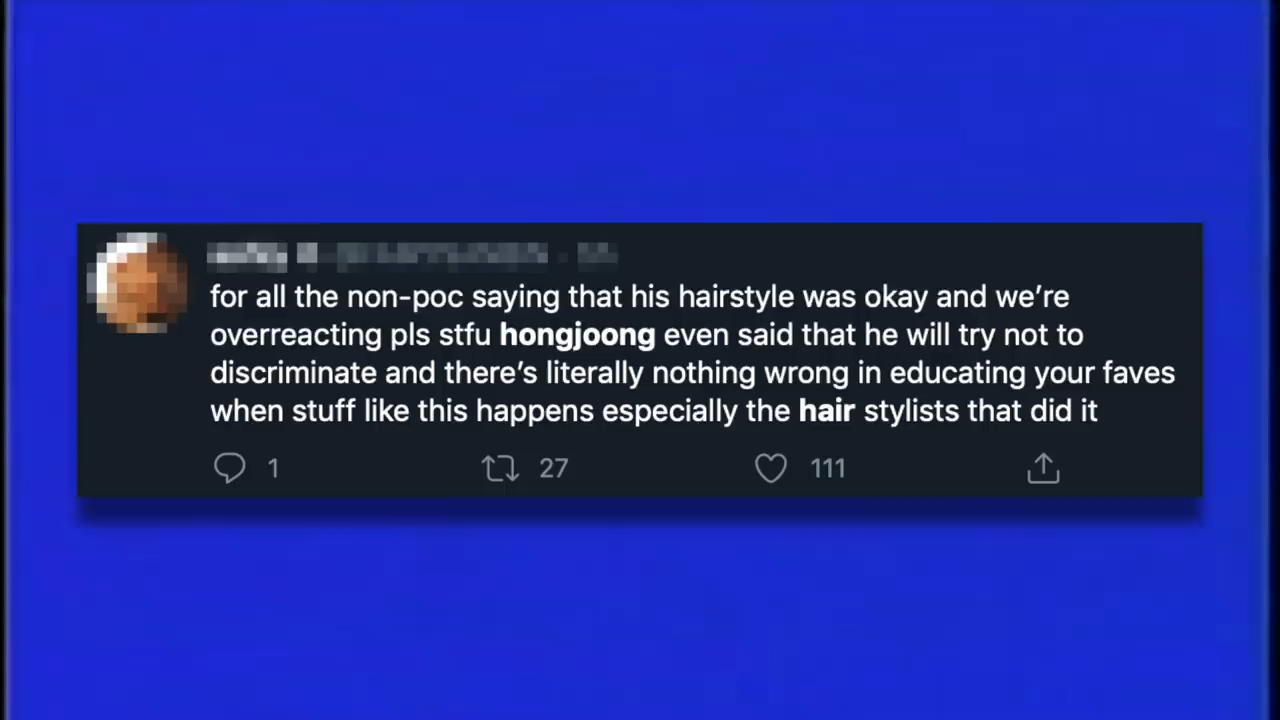 for all the non-poc saying that his hairstyle was okay and we're
overreacting pls stfu hongjoong even said that he will try not to
discriminate and there's literally nothing wrong in educating your faves
when stuff like this happens especially the hair stylists that did it
1 27 111